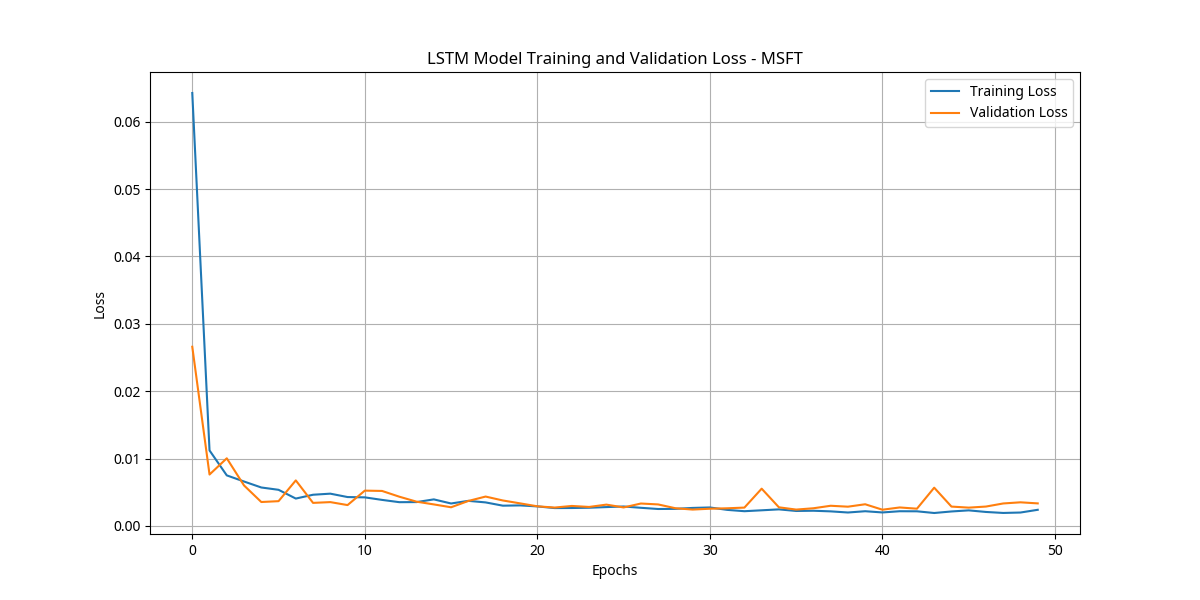 LSTM Model Training and Validation Loss - MSFT
Training Loss
Validation Loss
0.06
0.05
0.04
0.03
0.02
0.01
0.00
Loss
0 10 20 30 40 50
Epochs